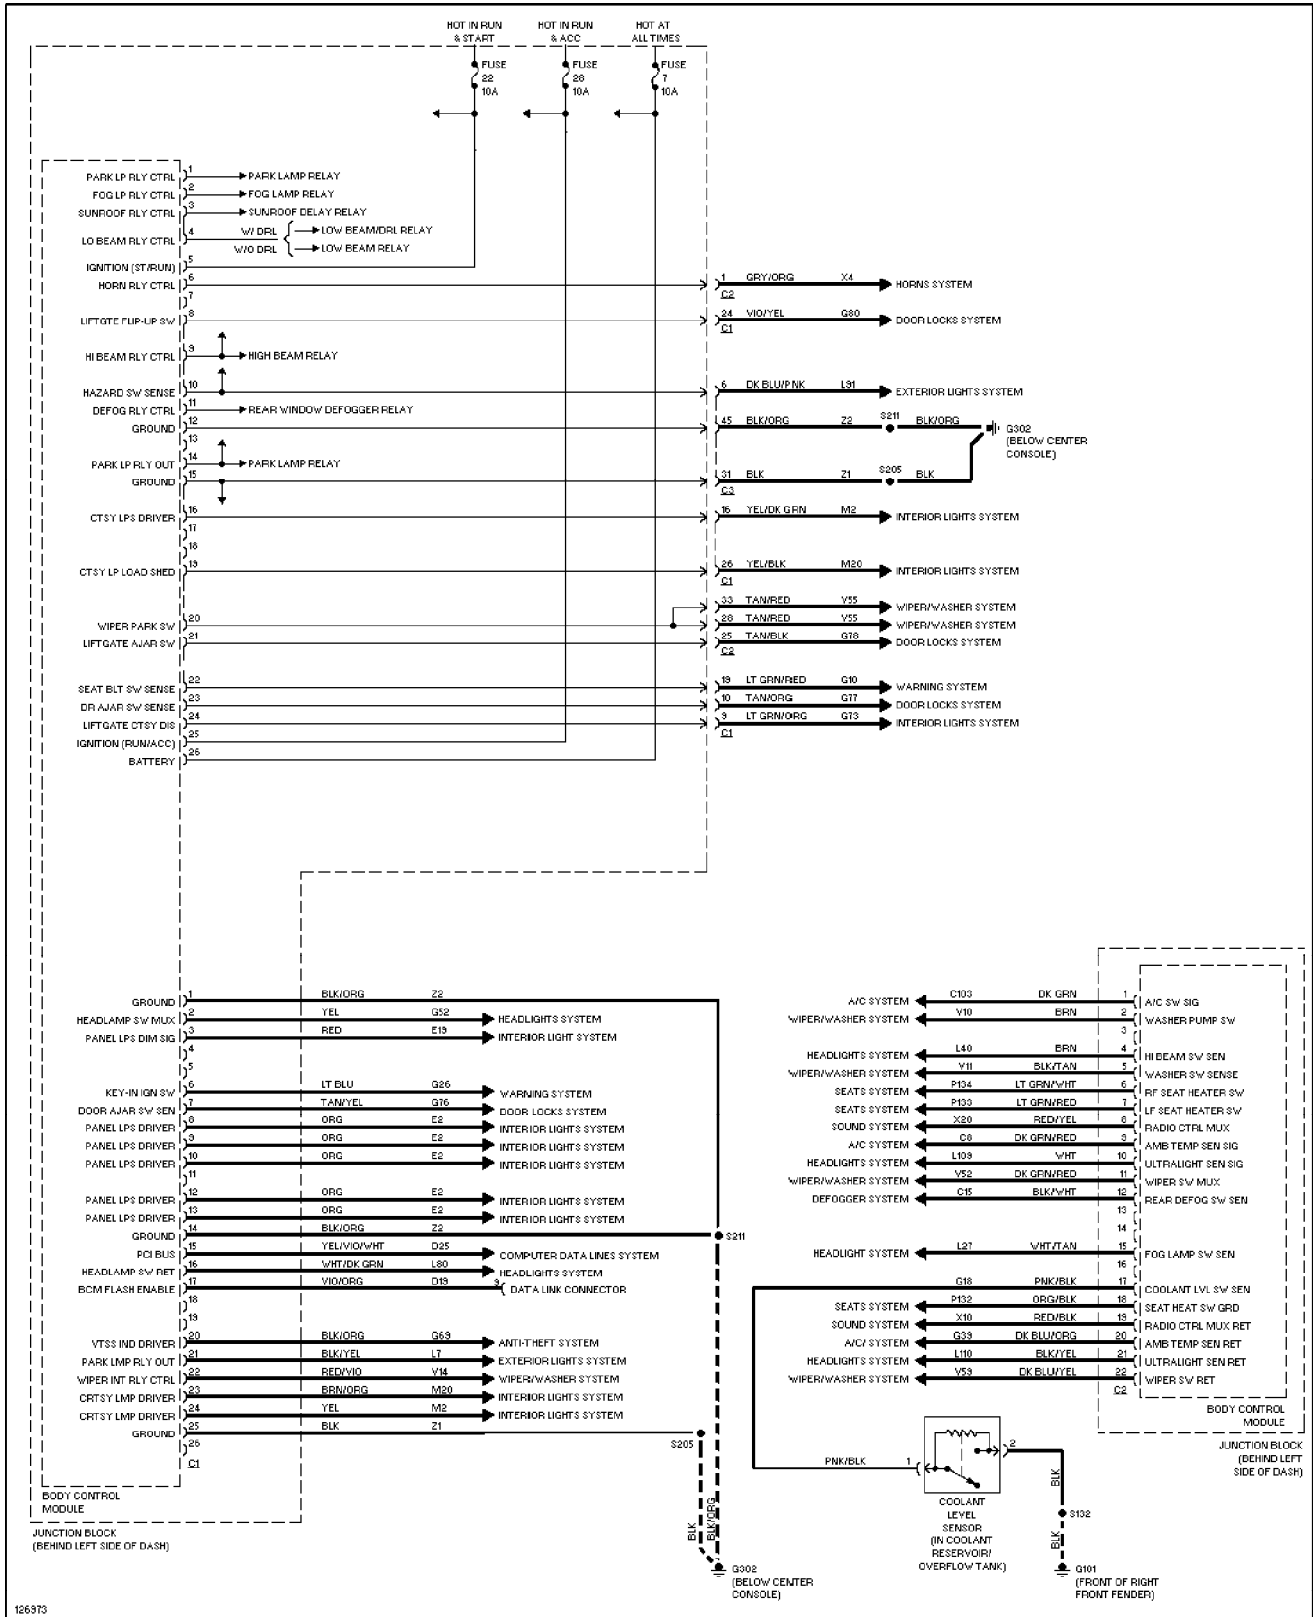 HOT IN RUN & START
HOT IN RUN & ACC
HOT AT ALL TIMES
FUSE 22 10A
FUSE 28 10A
FUSE 7 10A
PARK LP RLY CTRL 1 PARK LAMP RELAY
FOG LP RLY CTRL 2 FOG LAMP RELAY
SUNROOF RLY CTRL 3 SUNROOF DELAY RELAY
W/ DRL LOW BEAM/DRL RELAY
LO BEAM RLY CTRL 4
W/O DRL LOW BEAM RELAY
IGNITION (ST/RUN) 5
HORN RLY CTRL 6 1 GRY/ORG X4 HORNS SYSTEM
7 C2
LIFTGATE FLIP-UP SW 8 24 VIO/YEL G80 DOOR LOCKS SYSTEM
C1
HI BEAM RLY CTRL 9 HIGH BEAM RELAY
HAZARD SW SENSE 10 6 DK BLU/PNK L91 EXTERIOR LIGHTS SYSTEM
DEFOG RLY CTRL 11 REAR WINDOW DEFOGGER RELAY
GROUND 12 45 BLK/ORG Z2 S211 BLK/ORG G302
(BELOW CENTER
CONSOLE)
13
PARK LP RLY OUT 14 PARK LAMP RELAY
GROUND 15 31 BLK Z1 S205 BLK
C3
CTSY LPS DRIVER 16 16 YEL/DK GRN M2 INTERIOR LIGHTS SYSTEM
17
18
CTSY LP LOAD SHED 19 26 YEL/BLK M20 INTERIOR LIGHTS SYSTEM
C1
33 TAN/RED V55 WIPER/WASHER SYSTEM
WIPER PARK SW 20 28 TAN/RED V55 WIPER/WASHER SYSTEM
LIFTGATE AJAR SW 21 25 TAN/BLK G78 DOOR LOCKS SYSTEM
C2
SEAT BLT SW SENSE 22 19 LT GRN/RED G10 WARNING SYSTEM
DR AJAR SW SENSE 23 10 TAN/ORG G77 DOOR LOCKS SYSTEM
LIFTGATE CTSY DIS 24 9 LT GRN/ORG G73 INTERIOR LIGHTS SYSTEM
IGNITION (RUN/ACC) 25 C1
BATTERY 26
GROUND 1 BLK/ORG Z2
HEADLAMP SW MUX 2 YEL G52 HEADLIGHTS SYSTEM
PANEL LPS DIM SIG 3 RED E19 INTERIOR LIGHT SYSTEM
4
5
KEY-IN IGN SW 6 LT BLU G26 WARNING SYSTEM
DOOR AJAR SW SEN 7 TAN/YEL G76 DOOR LOCKS SYSTEM
PANEL LPS DRIVER 8 ORG E2 INTERIOR LIGHTS SYSTEM
PANEL LPS DRIVER 9 ORG E2 INTERIOR LIGHTS SYSTEM
PANEL LPS DRIVER 10 ORG E2 INTERIOR LIGHTS SYSTEM
11
PANEL LPS DRIVER 12 ORG E2 INTERIOR LIGHTS SYSTEM
PANEL LPS DRIVER 13 ORG E2 INTERIOR LIGHTS SYSTEM
GROUND 14 BLK/ORG Z2 S211
PCI BUS 15 YEL/VIO/WHT D25 COMPUTER DATA LINES SYSTEM
HEADLAMP SW RET 16 WHT/DK GRN L80 HEADLIGHTS SYSTEM
BCM FLASH ENABLE 17 VIO/ORG D19 9 DATA LINK CONNECTOR
18
19
VTSS IND DRIVER 20 BLK/ORG G69 ANTI-THEFT SYSTEM
PARK LMP RLY OUT 21 BLK/YEL L7 EXTERIOR LIGHTS SYSTEM
WIPER INT RLY CTRL 22 RED/VIO V14 WIPER/WASHER SYSTEM
CRTSY LMP DRIVER 23 BRN/ORG M20 INTERIOR LIGHTS SYSTEM
CRTSY LMP DRIVER 24 YEL M2 INTERIOR LIGHTS SYSTEM
GROUND 25 BLK Z1 S205
26
C1
BODY CONTROL
MODULE
JUNCTION BLOCK
(BEHIND LEFT SIDE OF DASH)
BLK
BLK/ORG
G302
(BELOW CENTER
CONSOLE)
A/C SYSTEM C103 DK GRN 1 A/C SW SIG
WIPER/WASHER SYSTEM V10 BRN 2 WASHER PUMP SW
3
HEADLIGHTS SYSTEM L40 BRN 4 HI BEAM SW SEN
WIPER/WASHER SYSTEM V11 BLK/TAN 5 WASHER SW SENSE
SEATS SYSTEM P134 LT GRN/WHT 6 RF SEAT HEATER SW
SEATS SYSTEM P133 LT GRN/RED 7 LF SEAT HEATER SW
SOUND SYSTEM X20 RED/YEL 8 RADIO CTRL MUX
A/C SYSTEM C8 DK GRN/RED 9 AMB TEMP SEN SIG
HEADLIGHTS SYSTEM L109 WHT 10 ULTRALIGHT SEN SIG
WIPER/WASHER SYSTEM V52 DK GRN/RED 11 WIPER SW MUX
DEFOGGER SYSTEM C15 BLK/WHT 12 REAR DEFOG SW SEN
13
14
HEADLIGHT SYSTEM L27 WHT/TAN 15 FOG LAMP SW SEN
16
G18 PNK/BLK 17 COOLANT LVL SW SEN
SEATS SYSTEM P132 ORG/BLK 18 SEAT HEAT SW GRD
SOUND SYSTEM X10 RED/BLK 19 RADIO CTRL MUX RET
A/C/ SYSTEM G39 DK BLU/ORG 20 AMB TEMP SEN RET
HEADLIGHTS SYSTEM L110 BLK/YEL 21 ULTRALIGHT SEN RET
WIPER/WASHER SYSTEM V59 DK BLU/YEL 22 WIPER SW RET
C2
BODY CONTROL
MODULE
JUNCTION BLOCK
(BEHIND LEFT
SIDE OF DASH)
PNK/BLK 1 2
COOLANT
LEVEL
SENSOR
(IN COOLANT
RESERVOIR/
OVERFLOW TANK)
BLK
S132
BLK
G101
(FRONT OF RIGHT
FRONT FENDER)
126973